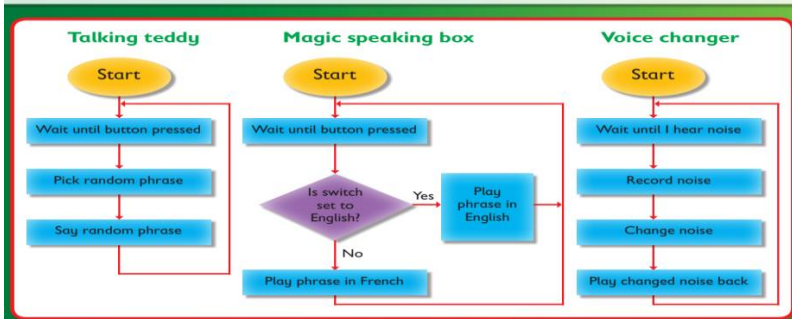 Talking teddy
Start
Wait until button pressed
Pick random phrase
Say random phrase
Magic speaking box
Start
Wait until button pressed
Is switch
set to
English?
Yes
Play
phrase in
English
No
Play phrase in French
Voice changer
Start
Wait until I hear noise
Record noise
Change noise
Play changed noise back